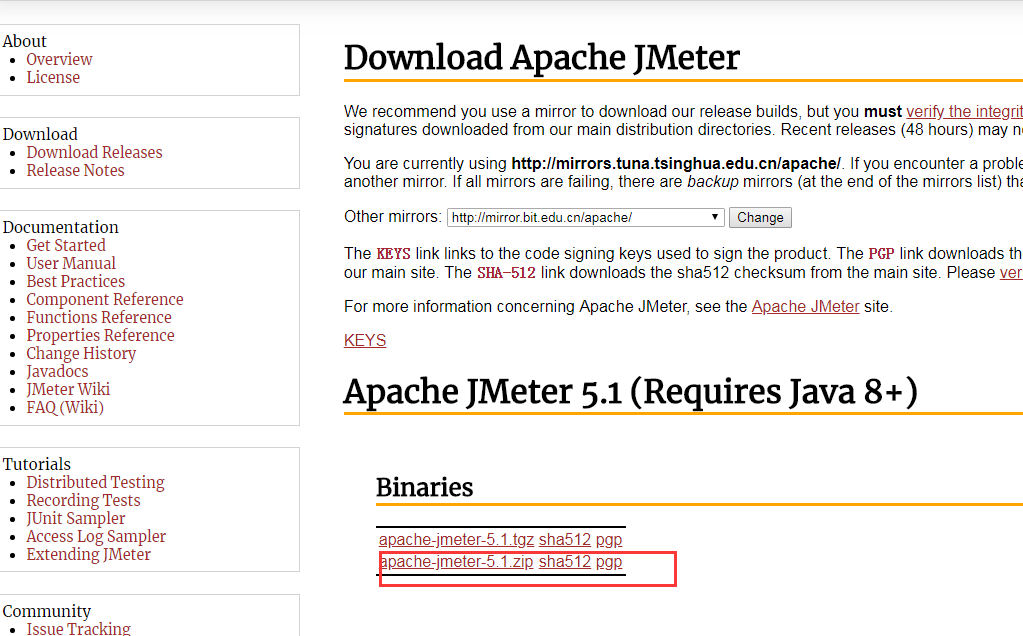 About
Overview
License
Download
Download Releases
Release Notes
Documentation
Get Started
User Manual
Best Practices
Component Reference
Functions Reference
Properties Reference
Change History
Javadocs
JMeter Wiki
FAQ (Wiki)
Tutorials
Distributed Testing
Recording Tests
JUnit Sampler
Access Log Sampler
Extending JMeter
Community
Issue Tracking
Download Apache JMeter
We recommend you use a mirror to download our release builds, but you must verify the integrit
signatures downloaded from our main distribution directories. Recent releases (48 hours) may n
You are currently using http://mirrors.tuna.tsinghua.edu.cn/apache/. If you encounter a proble
another mirror. If all mirrors are failing, there are backup mirrors (at the end of the mirrors list) tha
Other mirrors: http://mirror.bit.edu.cn/apache/ Change
The KEYS link links to the code signing keys used to sign the product. The PGP link downloads th
our main site. The SHA-512 link downloads the sha512 checksum from the main site. Please ver
For more information concerning Apache JMeter, see the Apache JMeter site.
KEYS
Apache JMeter 5.1 (Requires Java 8+)
Binaries
apache-jmeter-5.1.tgz sha512 pgp
apache-jmeter-5.1.zip sha512 pgp